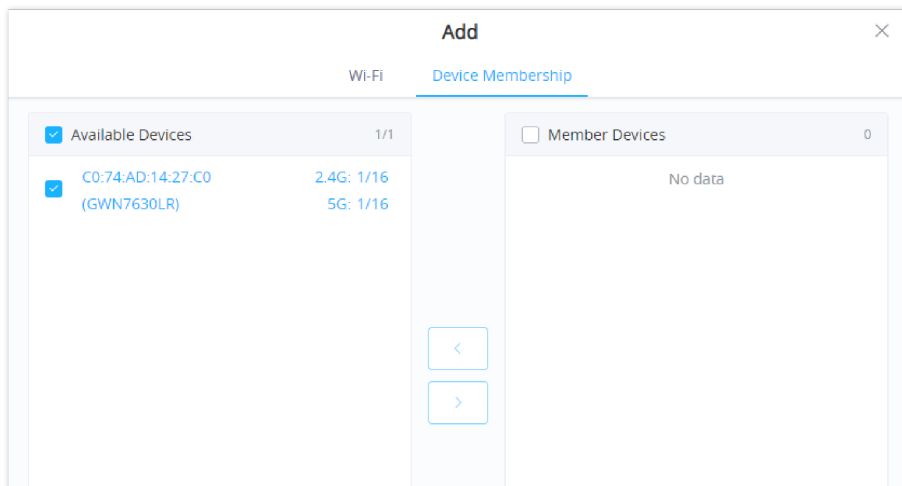 Add
Wi-Fi Device Membership
Available Devices 1/1
C0:74:AD:14:27:C0 2.4G: 1/16
(GWN7630LR) 5G: 1/16
Member Devices 0
No data